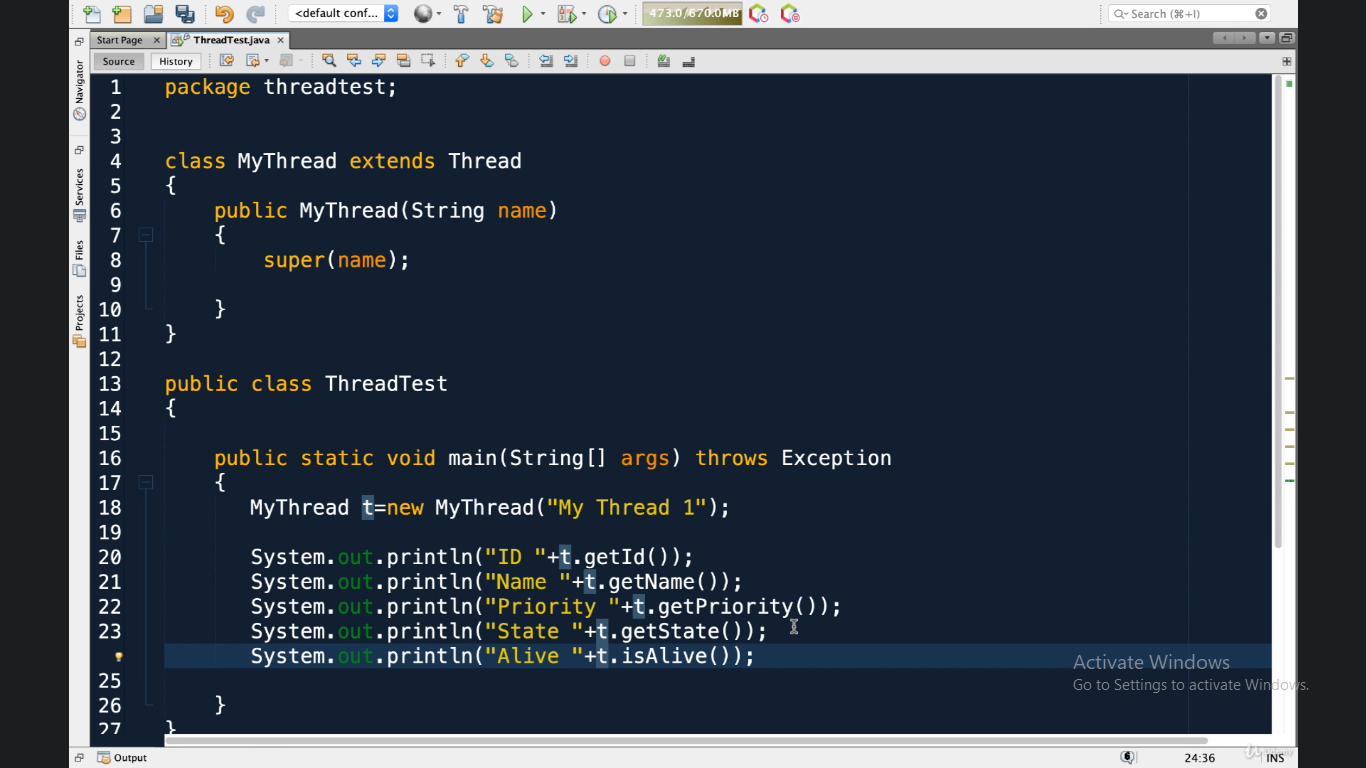 <default conf...
473.0/670.0MB
Search (⌘+I)
Start Page
ThreadTest.java
Source
History
Navigator
Services
Files
Projects
1 package threadtest;
2
3
4 class MyThread extends Thread
5 {
6 public MyThread(String name)
7 {
8 super(name);
9
10 }
11 }
12
13 public class ThreadTest
14 {
15
16 public static void main(String[] args) throws Exception
17 {
18 MyThread t=new MyThread("My Thread 1");
19
20 System.out.println("ID "+t.getId());
21 System.out.println("Name "+t.getName());
22 System.out.println("Priority "+t.getPriority());
23 System.out.println("State "+t.getState());
System.out.println("Alive "+t.isAlive());
25
26 }
27 }
Activate Windows
Go to Settings to activate Windows.
Output
6
24:36
INS
Udemy